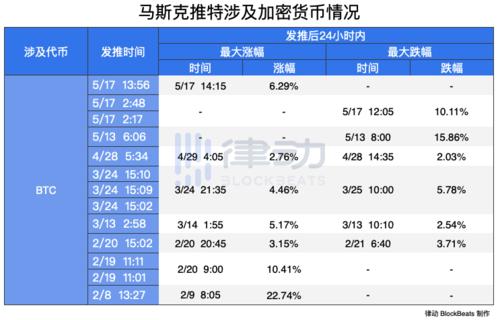 马斯克推特涉及加密货币情况
涉及代币 发推时间 发推后24小时内
最大涨幅 最大跌幅
时间 涨幅 时间 跌幅
BTC
5/17 13:56 5/17 14:15 6.29% - -
5/17 2:48
5/17 2:17 - - 5/17 12:05 10.11%
5/13 6:06 - - 5/13 8:00 15.86%
4/28 5:34 4/29 4:05 2.76% 4/28 14:35 2.03%
3/24 15:10
3/24 15:09 3/24 21:35 4.46% 3/25 10:00 5.78%
3/24 15:02
3/13 2:58 3/14 1:55 5.17% 3/13 10:10 2.54%
2/20 15:02 2/20 20:45 3.15% 2/21 6:40 3.71%
2/19 11:11
2/19 11:01 2/20 9:00 10.41% - -
2/8 13:27 2/9 8:05 22.74% - -
律动
BLOCKBEATS
律动 BlockBeats 制作